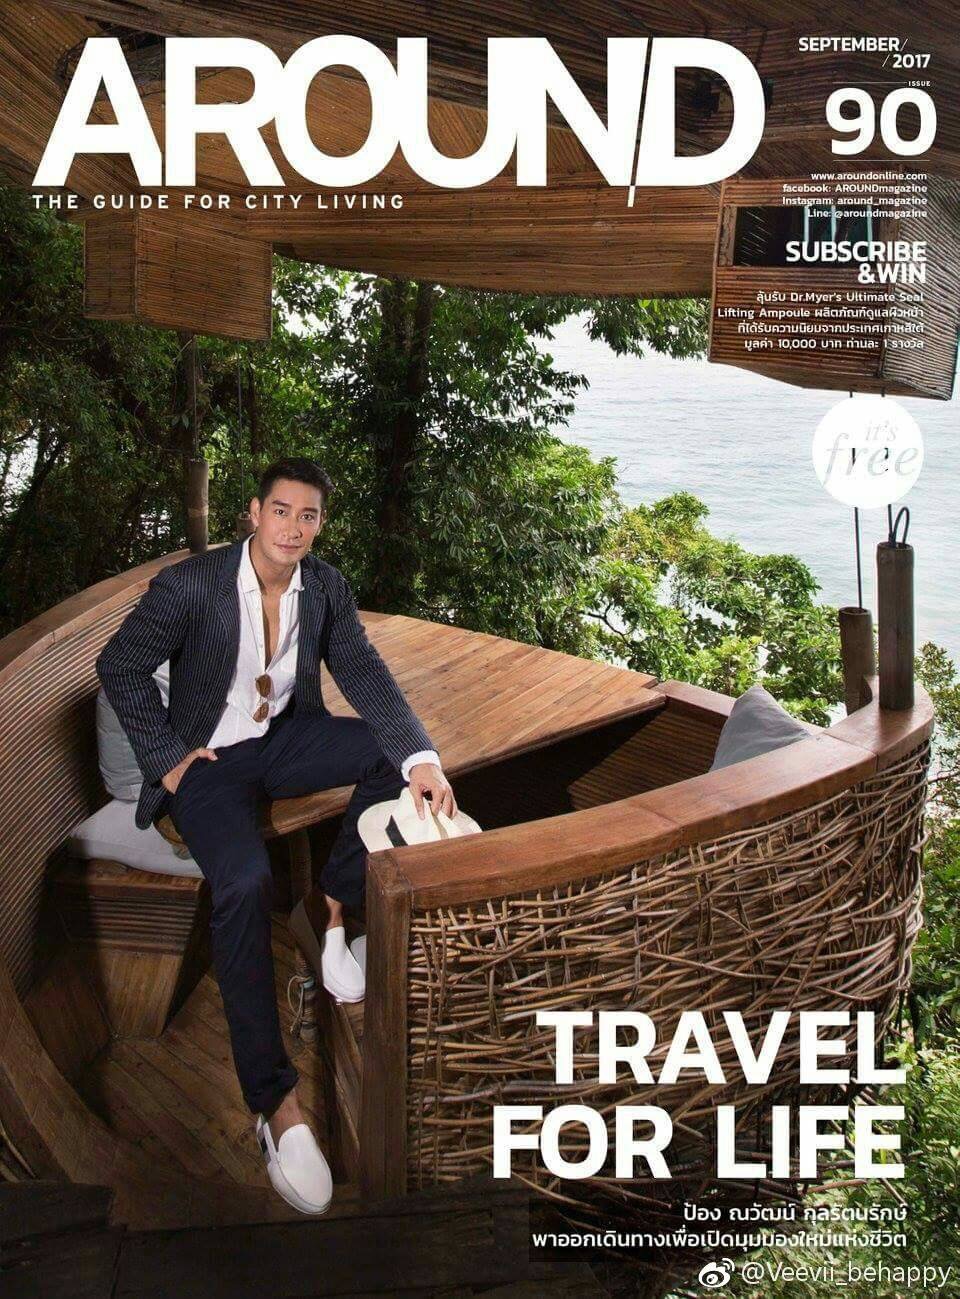 AROUND
THE GUIDE FOR CITY LIVING
SEPTEMBER/
/2017
ISSUE
90
www.aroundonline.com
facebook: AROUNDmagazine
Instagram: around_magazine
Line: @aroundmagazine
SUBSCRIBE
&WIN
ลุ้นรับ Dr.Myer's Ultimate Seal
Lifting Ampoule ผลิตภัณฑ์ดูแลผิวหน้า
ที่ได้รับความนิยมจากประเทศเกาหลีใต้
มูลค่า 10,000 บาท ท่านละ 1 รางวัล
it's
free
TRAVEL
FOR LIFE
ป้อง ณวัฒน์ กุลรัตนรักษ์
พาออกเดินทางเพื่อเปิดมุมมองใหม่แห่งชีวิต
@Veevii_behappy